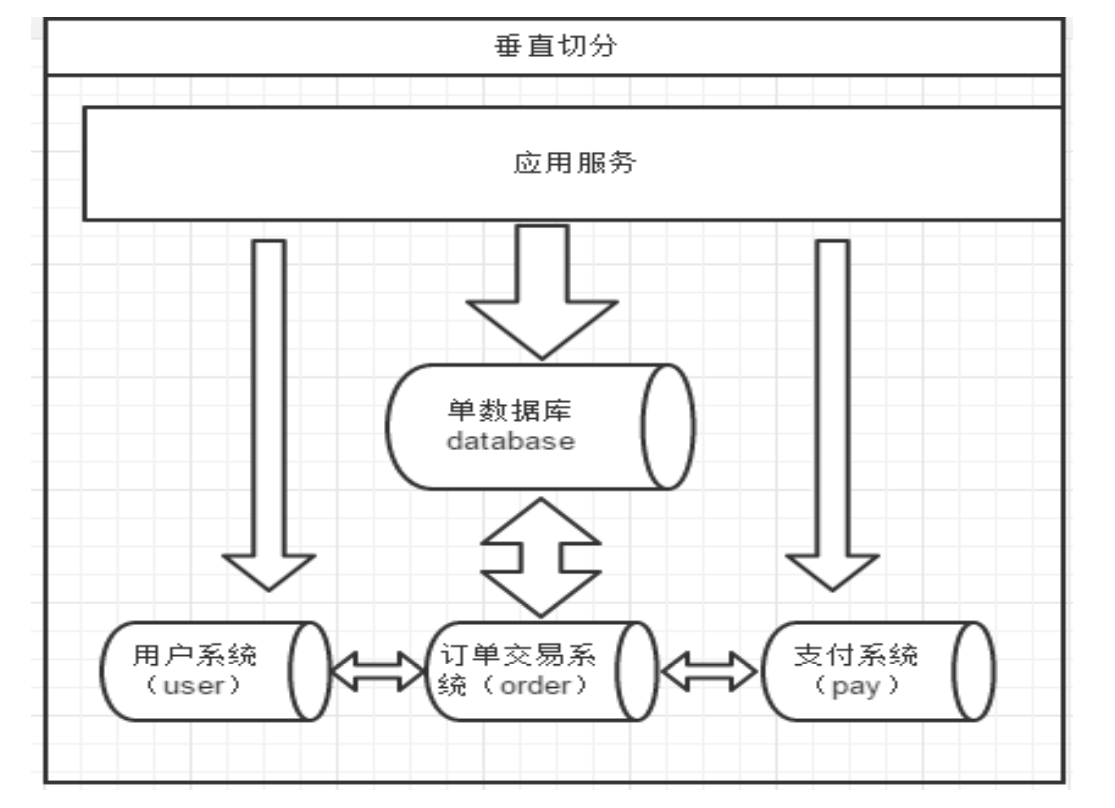 垂直切分
应用服务
单数据库
database
用户系统
（user）
订单交易系
统（order）
支付系统
（pay）